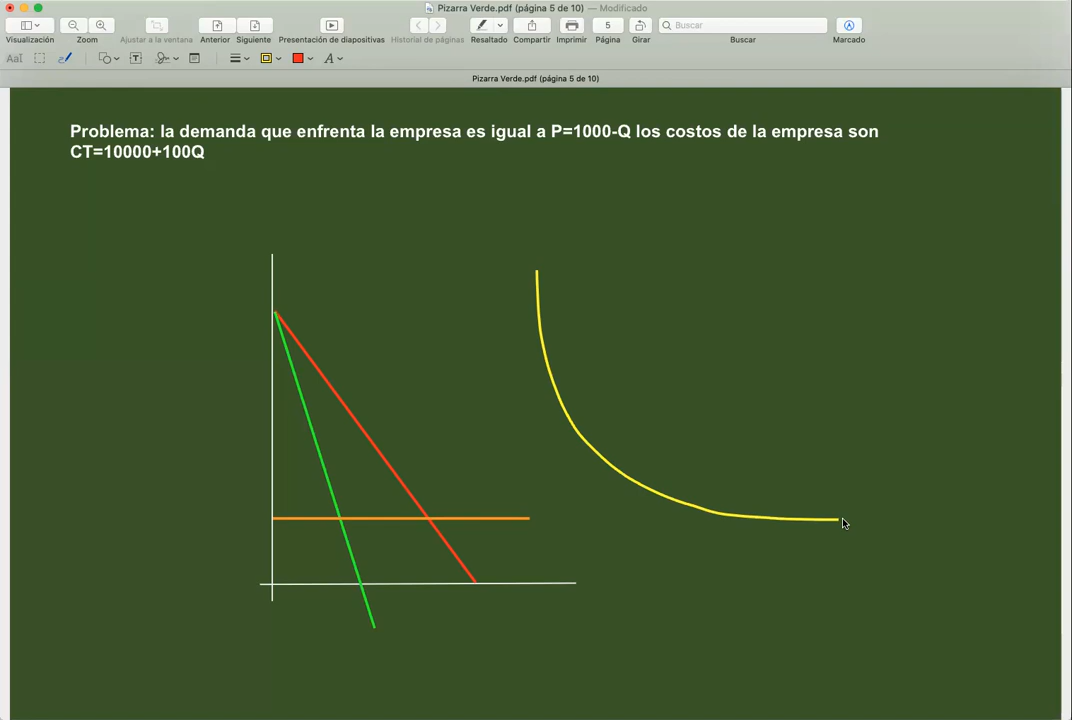 Pizarra Verde.pdf (página 5 de 10) — Modificado
5
Buscar
Visualización
Zoom
Ajustar a la ventana
Anterior
Siguiente
Presentación de diapositivas
Historial de páginas
Resaltado
Compartir
Imprimir
Página
Girar
Buscar
Marcado
AaI
T
A
Pizarra Verde.pdf (página 5 de 10)
Problema: la demanda que enfrenta la empresa es igual a P=1000-Q los costos de la empresa son
CT=10000+100Q